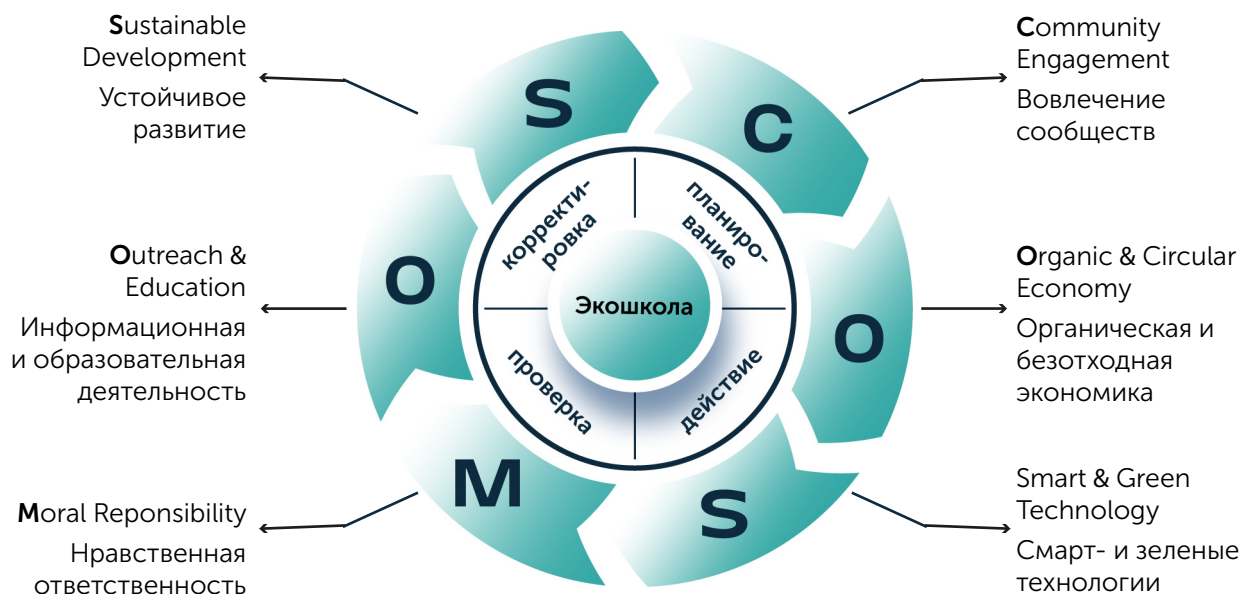 Sustainable
Development
Устойчивое
развитие
Community
Engagement
Вовлечение
сообществ
S
C
O
O
M
S
корректи-
ровка
планиро-
вание
Экошкола
проверка
действие
Outreach &
Education
Информационная
и образовательная
деятельность
Organic & Circular
Economy
Органическая и
безотходная
экономика
Moral Reponsibility
Нравственная
ответственность
Smart & Green
Technology
Смарт- и зеленые
технологии